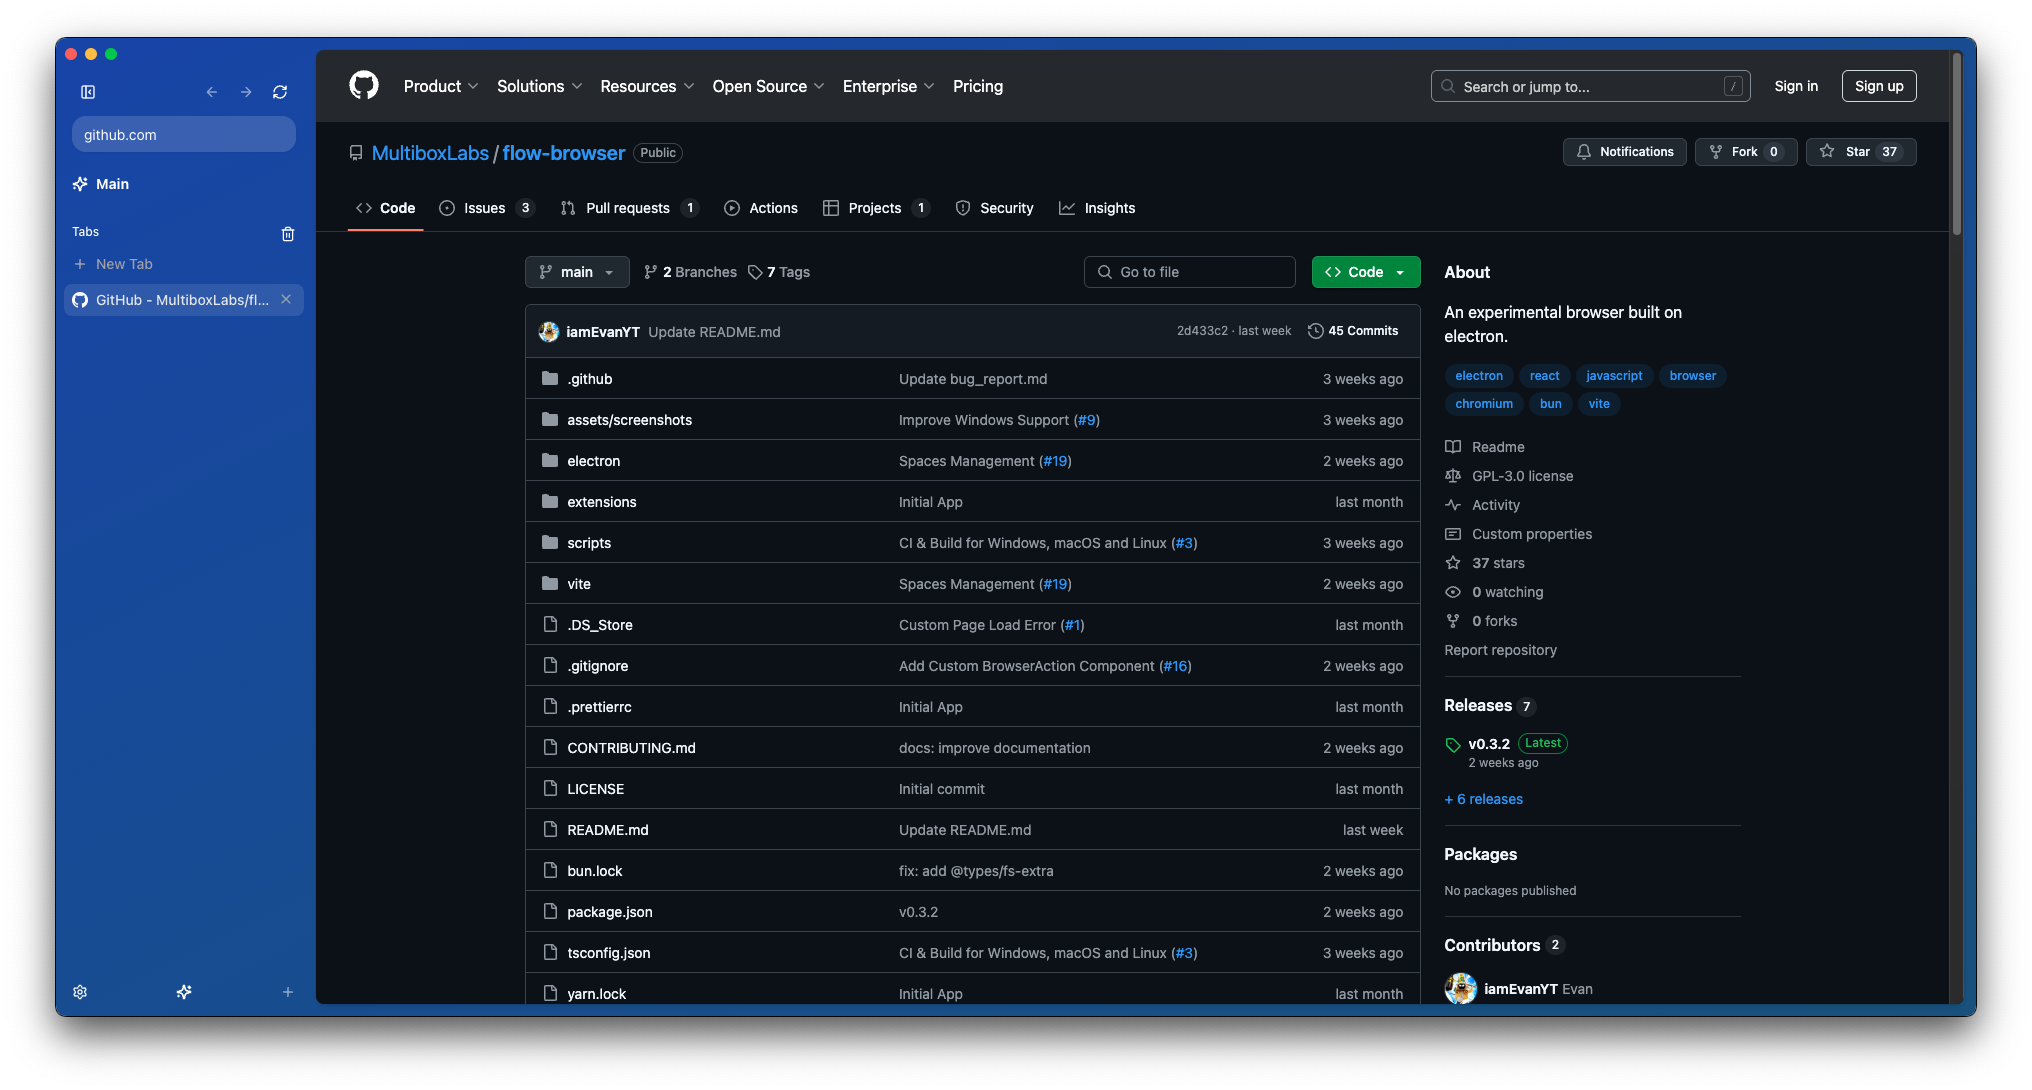 github.com
Main
Tabs
New Tab
GitHub - MultiboxLabs/fl...
Product Solutions Resources Open Source Enterprise Pricing
Search or jump to... /
Sign in
Sign up
MultiboxLabs / flow-browser Public
Notifications
Fork 0
Star 37
Code
Issues 3
Pull requests 1
Actions
Projects 1
Security
Insights
main
2 Branches
7 Tags
Go to file
Code
iamEvanYT Update README.md 2d433c2 · last week 45 Commits
.github Update bug_report.md 3 weeks ago
assets/screenshots Improve Windows Support (#9) 3 weeks ago
electron Spaces Management (#19) 2 weeks ago
extensions Initial App last month
scripts CI & Build for Windows, macOS and Linux (#3) 3 weeks ago
vite Spaces Management (#19) 2 weeks ago
.DS_Store Custom Page Load Error (#1) last month
.gitignore Add Custom BrowserAction Component (#16) 2 weeks ago
.prettierrc Initial App last month
CONTRIBUTING.md docs: improve documentation 2 weeks ago
LICENSE Initial commit last month
README.md Update README.md last week
bun.lock fix: add @types/fs-extra 2 weeks ago
package.json v0.3.2 2 weeks ago
tsconfig.json CI & Build for Windows, macOS and Linux (#3) 3 weeks ago
yarn.lock Initial App last month
About
An experimental browser built on
electron.
electron react javascript browser
chromium bun vite
Readme
GPL-3.0 license
Activity
Custom properties
37 stars
0 watching
0 forks
Report repository
Releases 7
v0.3.2 Latest
2 weeks ago
+ 6 releases
Packages
No packages published
Contributors 2
iamEvanYT Evan